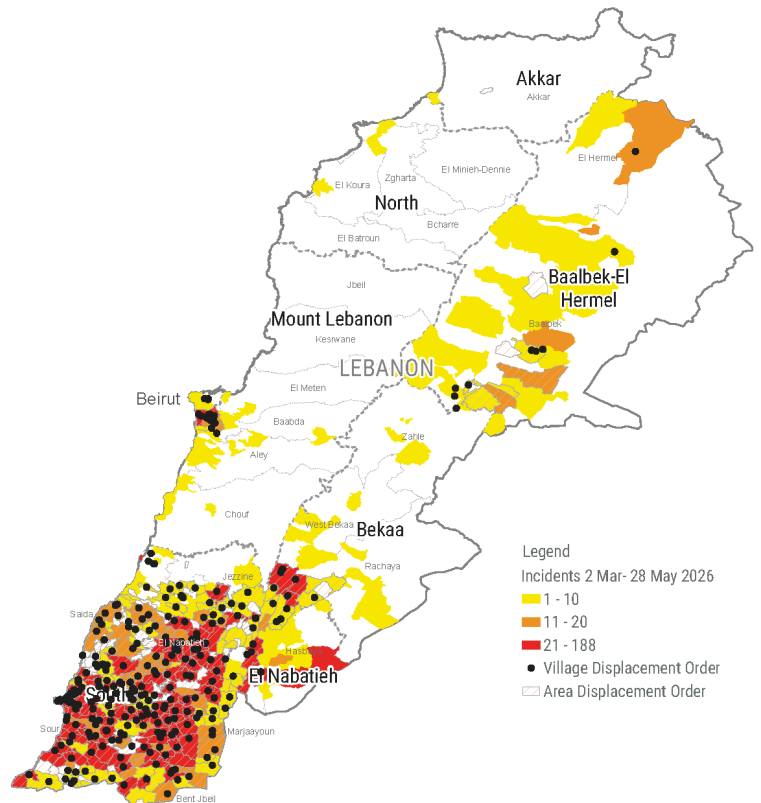 Akkar
Akkar
El Hermel
El Minieh-Dennie
Zgharta
El Koura
North
Bcharre
El Batroun
Baalbek-El
Hermel
Jbeil
Mount Lebanon
Baalbek
Kesrwane
LEBANON
El Meten
Beirut
Baabda
Zahle
Aley
Chouf
West Bekaa
Bekaa
Rachaya
Jezzine
Saida
El Nabatieh
Hasbaya
El Nabatieh
South
Sour
Marjaayoun
Bent Jbeil
Legend
Incidents 2 Mar- 28 May 2026
1 - 10
11 - 20
21 - 188
Village Displacement Order
Area Displacement Order